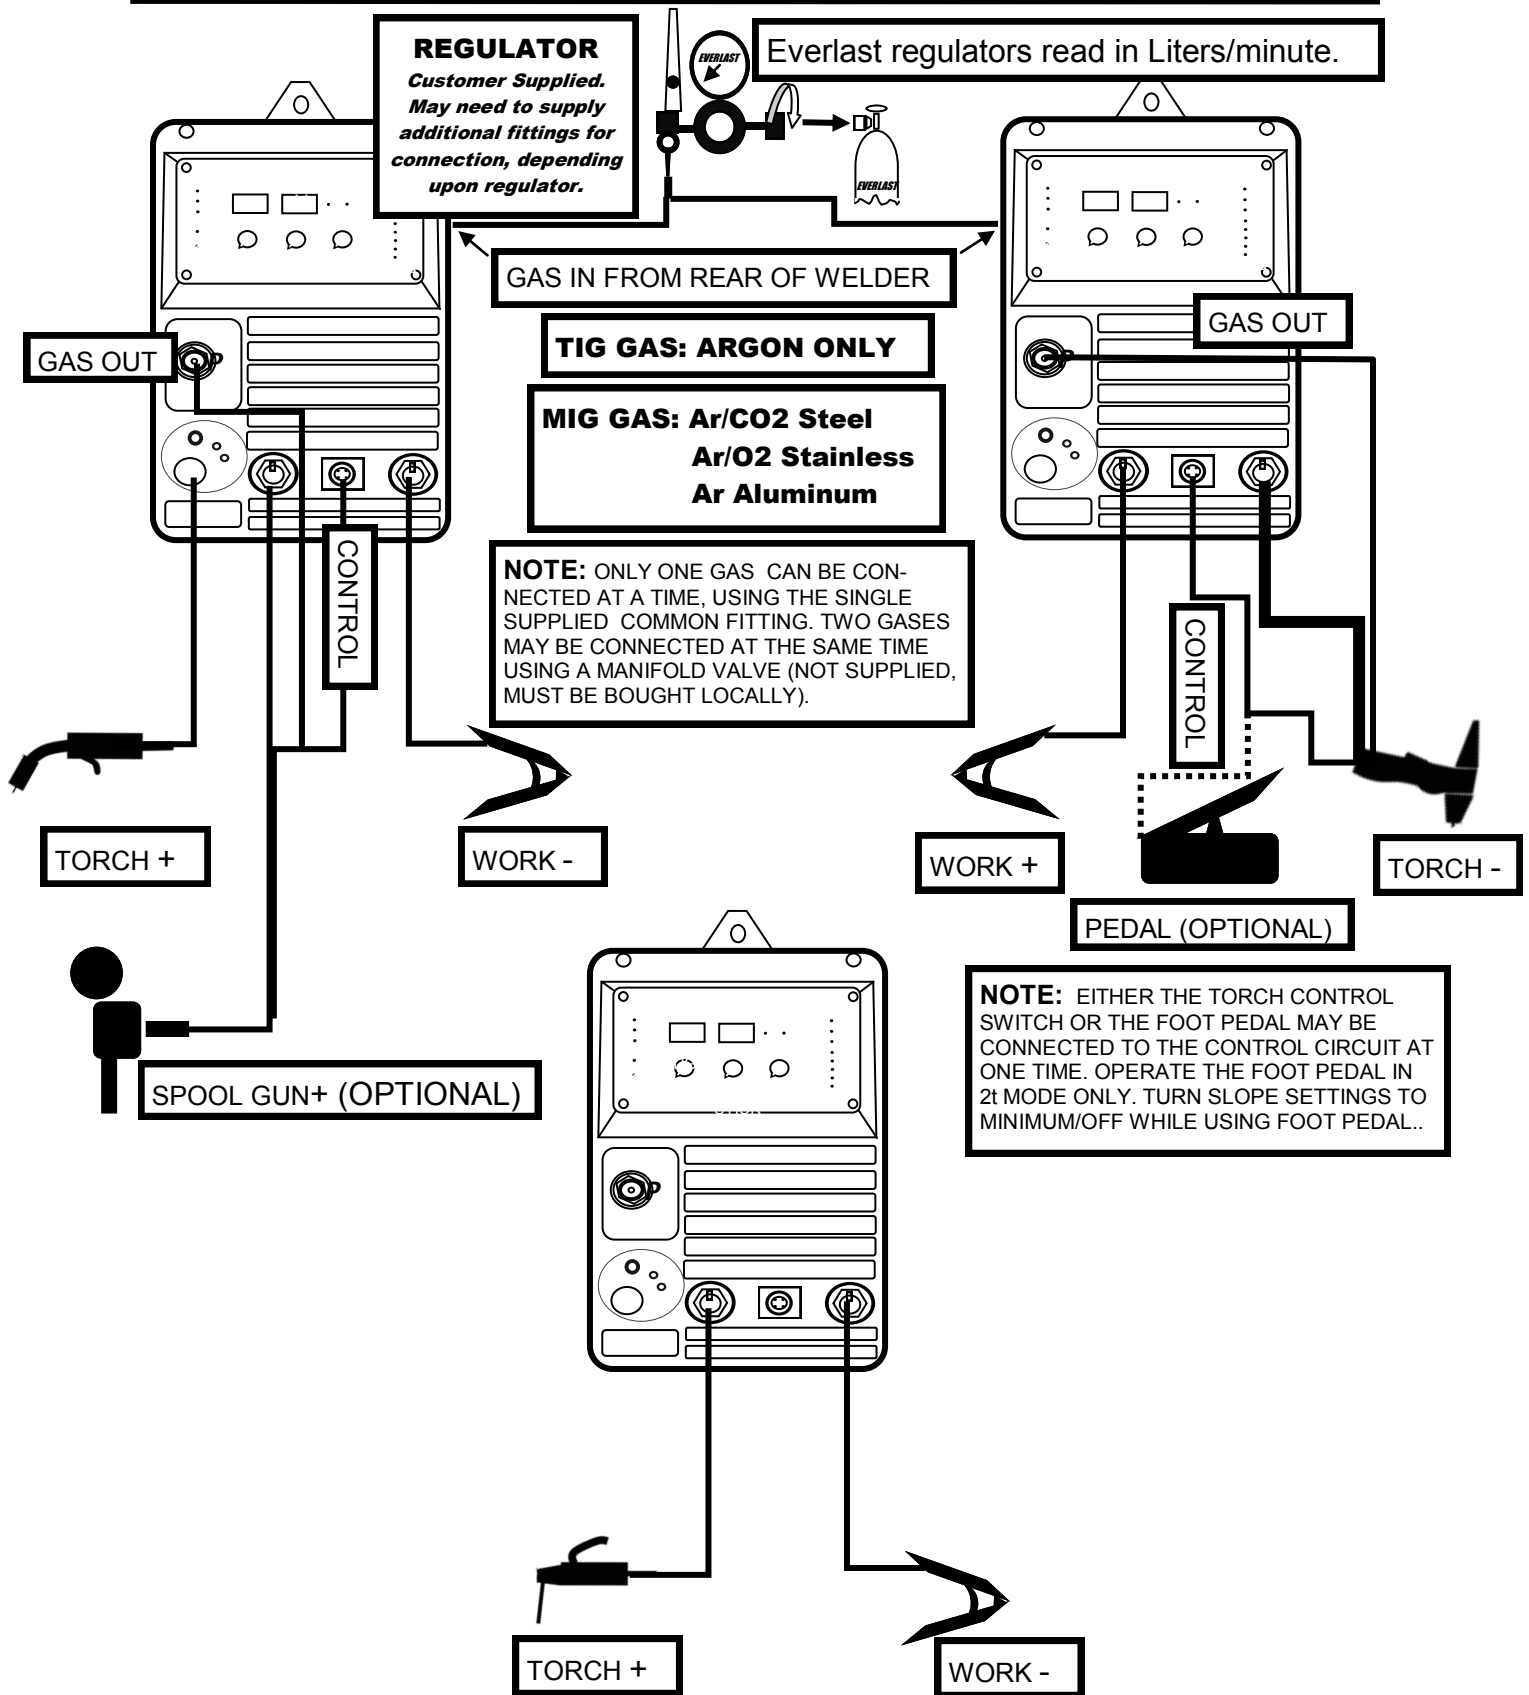 REGULATOR
Customer Supplied.
May need to supply
additional fittings for
connection, depending
upon regulator.
EVERLAST
Everlast regulators read in Liters/minute.
EVERLAST
GAS IN FROM REAR OF WELDER
GAS OUT
GAS OUT
TIG GAS: ARGON ONLY
MIG GAS: Ar/CO2 Steel
Ar/O2 Stainless
Ar Aluminum
CONTROL
NOTE: ONLY ONE GAS CAN BE CON-
NECTED AT A TIME, USING THE SINGLE
SUPPLIED COMMON FITTING. TWO GASES
MAY BE CONNECTED AT THE SAME TIME
USING A MANIFOLD VALVE (NOT SUPPLIED,
MUST BE BOUGHT LOCALLY).
CONTROL
TORCH +
WORK -
WORK +
TORCH -
PEDAL (OPTIONAL)
SPOOL GUN+ (OPTIONAL)
NOTE: EITHER THE TORCH CONTROL
SWITCH OR THE FOOT PEDAL MAY BE
CONNECTED TO THE CONTROL CIRCUIT AT
ONE TIME. OPERATE THE FOOT PEDAL IN
2t MODE ONLY. TURN SLOPE SETTINGS TO
MINIMUM/OFF WHILE USING FOOT PEDAL..
TORCH +
WORK -